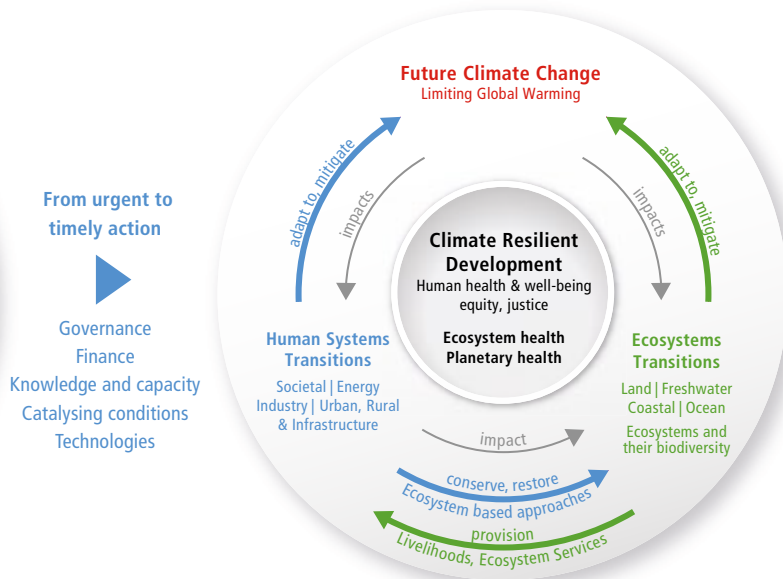 From urgent to
timely action
Governance
Finance
Knowledge and capacity
Catalysing conditions
Technologies
Future Climate Change
Limiting Global Warming
adapt to, mitigate
impacts
impacts
adapt to, mitigate
Climate Resilient
Development
Human health & well-being
equity, justice
Ecosystem health
Planetary health
Human Systems
Transitions
Societal | Energy
Industry | Urban, Rural
& Infrastructure
Ecosystems
Transitions
Land | Freshwater
Coastal | Ocean
Ecosystems and
their biodiversity
impact
conserve, restore
Ecosystem based approaches
provision
Livelihoods, Ecosystem Services